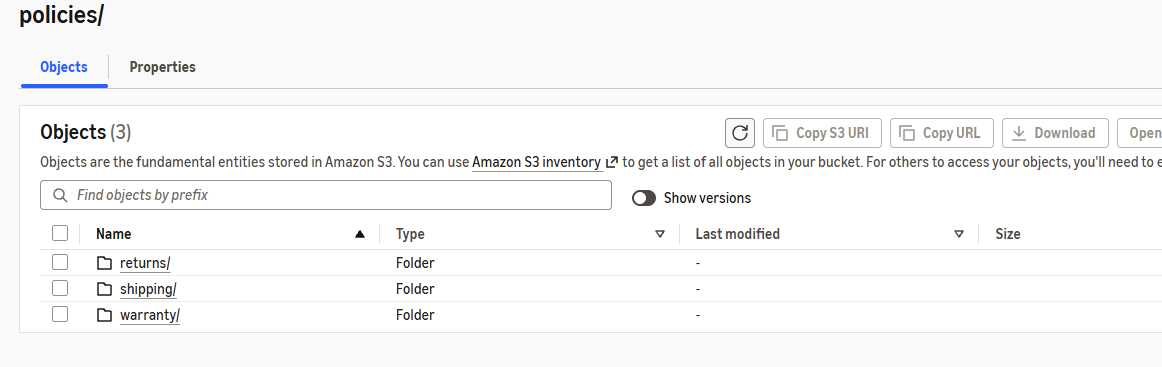 policies/
Objects Properties
Objects (3) Copy S3 URI Copy URL Download Open
Objects are the fundamental entities stored in Amazon S3. You can use Amazon S3 inventory to get a list of all objects in your bucket. For others to access your objects, you'll need to e
Find objects by prefix Show versions
Name Type Last modified Size
returns/ Folder -
shipping/ Folder -
warranty/ Folder -